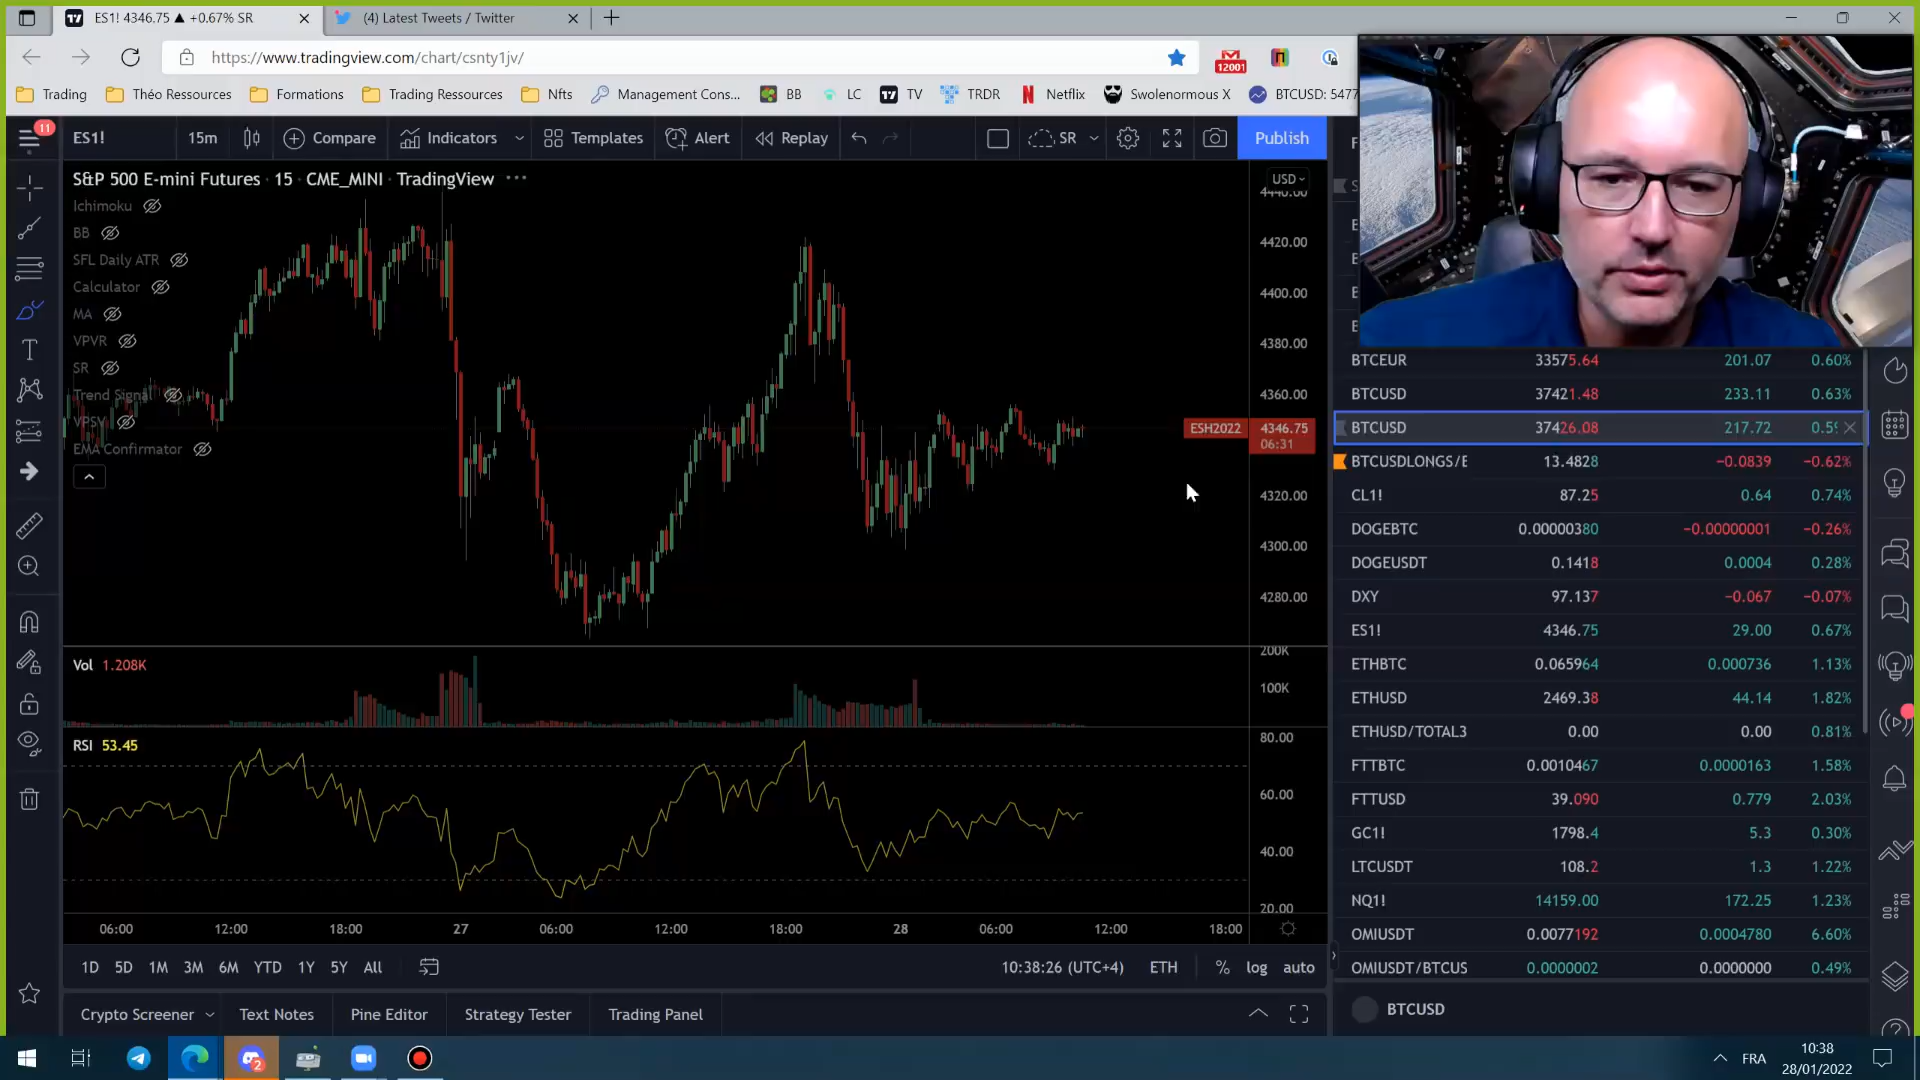 ES1! 4346.75 ▲ +0.67% SR
(4) Latest Tweets / Twitter
https://www.tradingview.com/chart/csnty1jv/
12001
Trading
Théo Ressources
Formations
Trading Ressources
Nfts
Management Cons...
BB
LC
TV
TRDR
Netflix
Swolenormous X
BTCUSD: 5477
11
ES1!
15m
Compare
Indicators
Templates
Alert
Replay
SR
Publish
S&P 500 E-mini Futures · 15 · CME_MINI · TradingView
USD
Ichimoku
BB
SFL Daily ATR
Calculator
MA
VPVR
SR
Trend Signal
VPSV
EMA Confirmator
4440.00
4420.00
4400.00
4380.00
4360.00
ESH2022 4346.75
06:31
4320.00
4300.00
4280.00
Vol 1.208K
200K
100K
RSI 53.45
80.00
60.00
40.00
20.00
06:00 12:00 18:00 27 06:00 12:00 18:00 28 06:00 12:00 18:00
1D 5D 1M 3M 6M YTD 1Y 5Y All
10:38:26 (UTC+4) ETH % log auto
Crypto Screener
Text Notes
Pine Editor
Strategy Tester
Trading Panel
BTCEUR 33575.64 201.07 0.60%
BTCUSD 37421.48 233.11 0.63%
BTCUSD 37426.08 217.72
BTCUSDLONGS/ 13.4828 −0.0839 −0.62%
CL1! 87.25 0.64 0.74%
DOGEBTC 0.00000380 −0.00000001 −0.26%
DOGEUSDT 0.1418 0.0004 0.28%
DXY 97.137 −0.067 −0.07%
ES1! 4346.75 29.00 0.67%
ETHBTC 0.065964 0.000736 1.13%
ETHUSD 2469.38 44.14 1.82%
ETHUSD/TOTAL3 0.00 0.00 0.81%
FTTBTC 0.0010467 0.0000163 1.58%
FTTUSD 39.090 0.779 2.03%
GC1! 1798.4 5.3 0.30%
LTCUSDT 108.2 1.3 1.22%
NQ1! 14159.00 172.25 1.23%
OMIUSDT 0.0077192 0.0004780 6.60%
OMIUSDT/BTCUS 0.0000002 0.0000000 0.49%
BTCUSD
2
FRA
10:38
28/01/2022